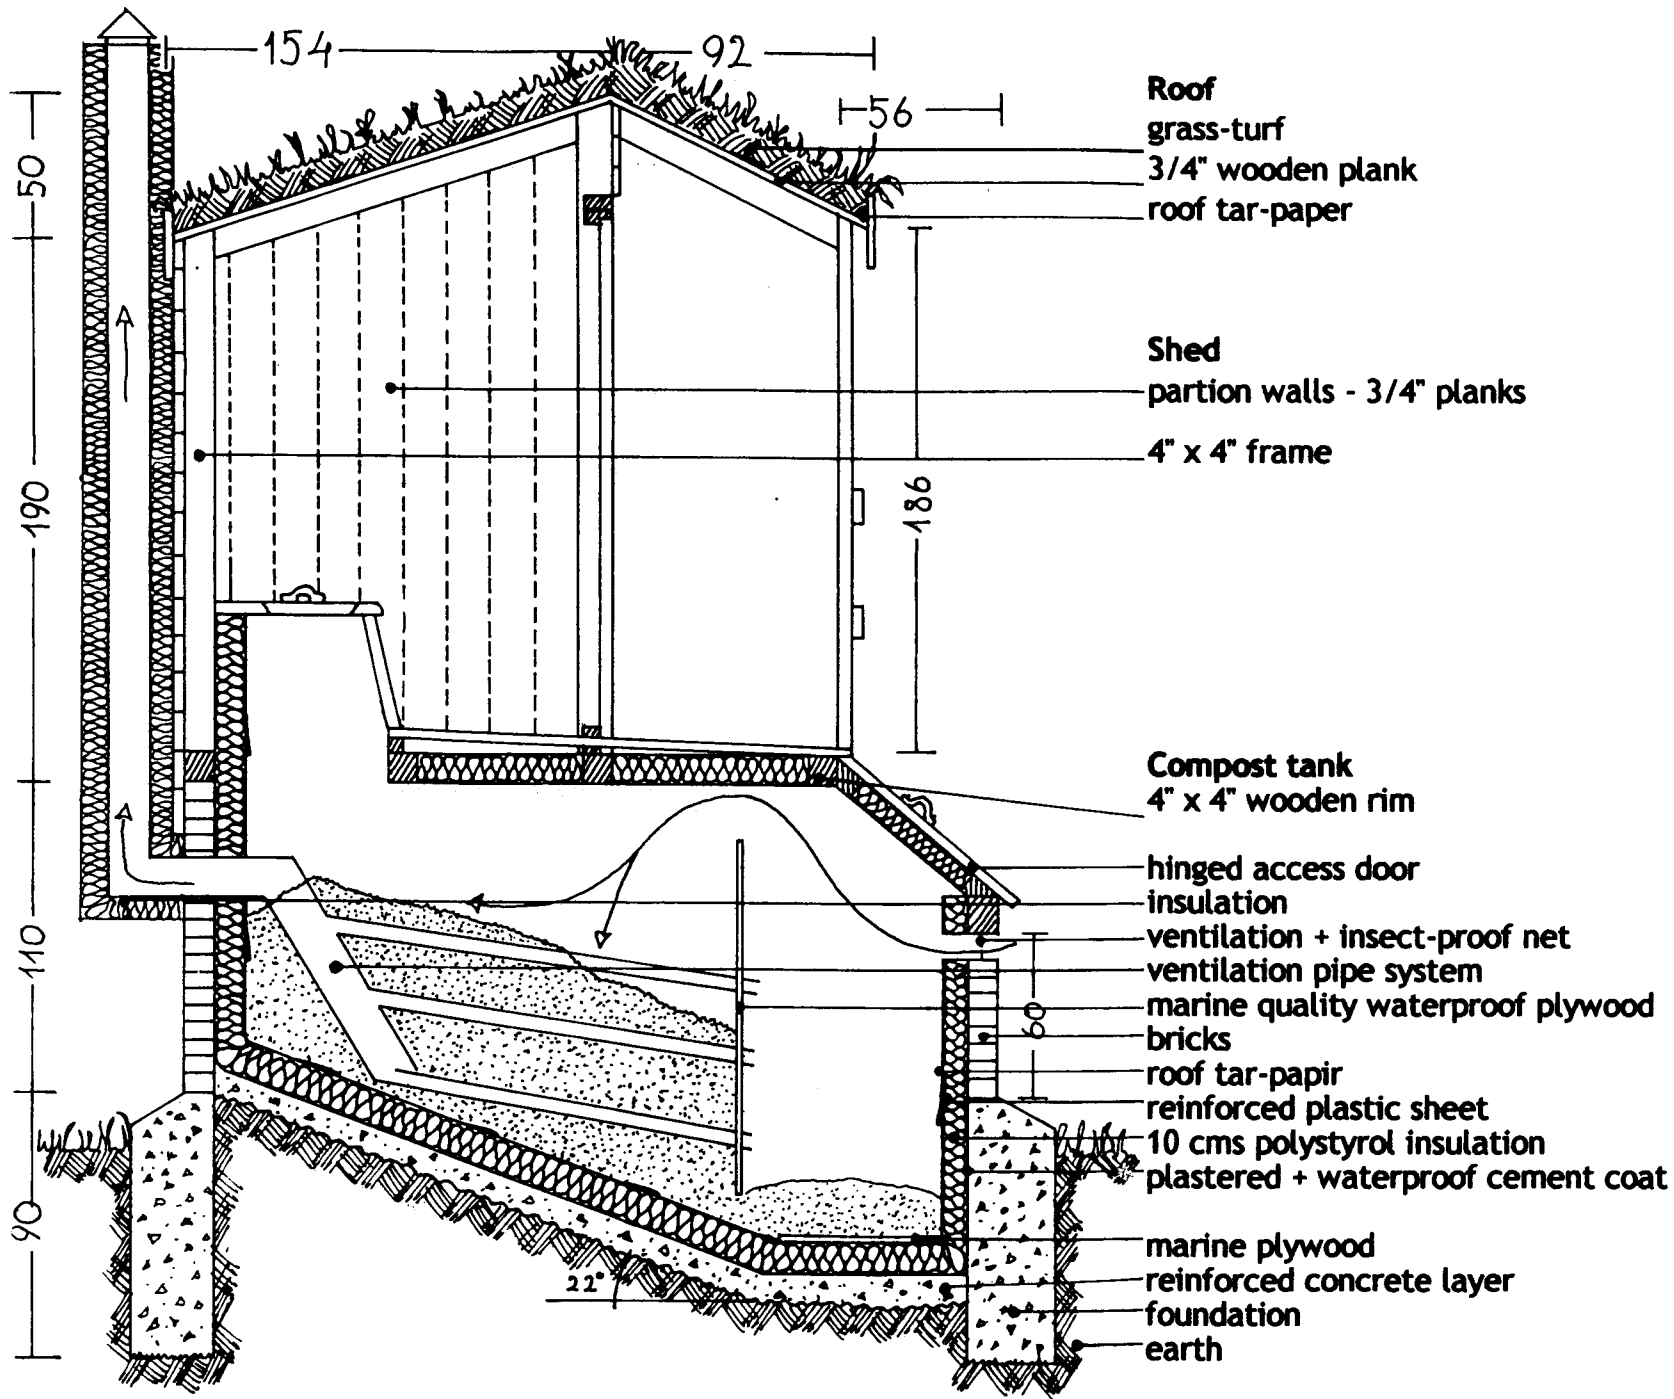 154
92
56
50
190
110
90
186
60
22°
Roof
grass-turf
3/4" wooden plank
roof tar-paper
Shed
partion walls - 3/4" planks
4" x 4" frame
Compost tank
4" x 4" wooden rim
hinged access door
insulation
ventilation + insect-proof net
ventilation pipe system
marine quality waterproof plywood
bricks
roof tar-papir
reinforced plastic sheet
10 cms polystyrol insulation
plastered + waterproof cement coat
marine plywood
reinforced concrete layer
foundation
earth